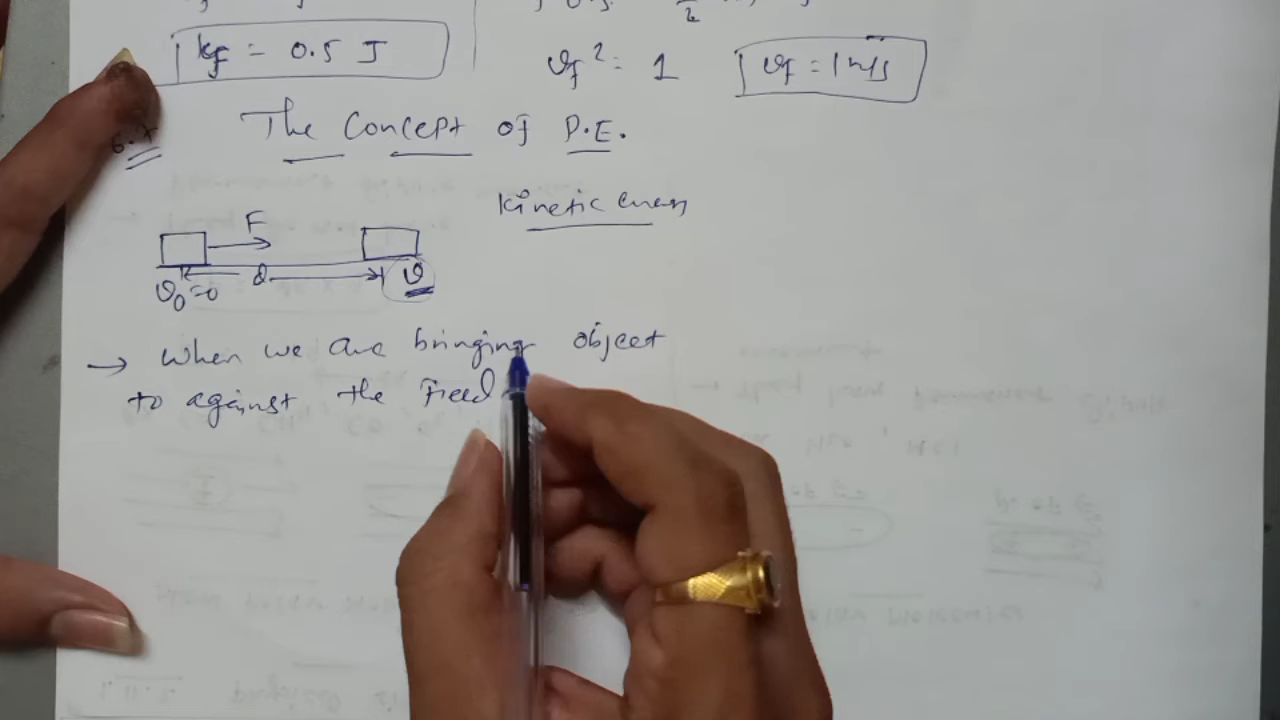 kf = 0.5 J
vf² = 1
vf = 1 m/s
The Concept of P.E.
Kinetic energy
F
d
v₀ = 0
v
→ When we are bringing object
to against the Field